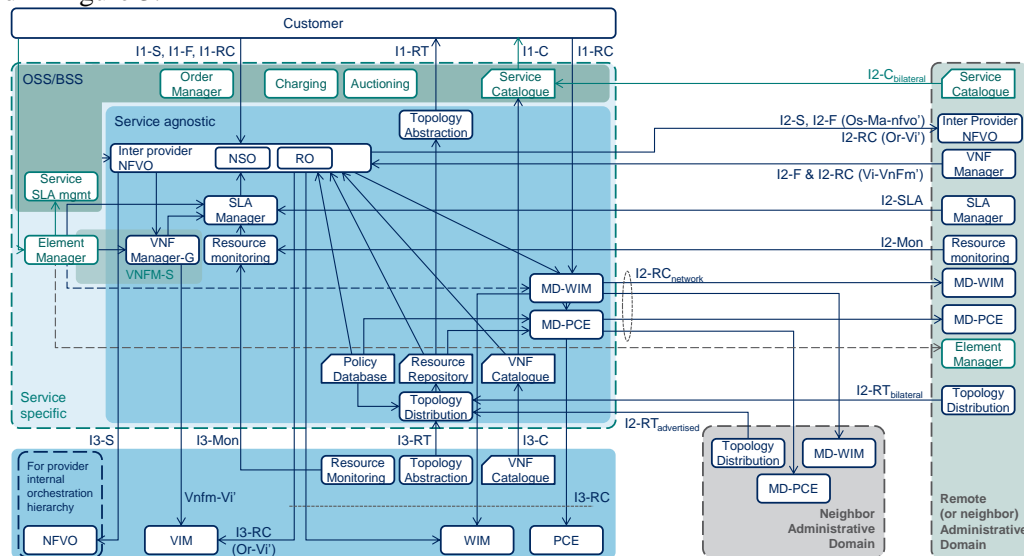 Customer
I1-S, I1-F, I1-RC
I1-RT
I1-C
I1-RC
OSS/BSS
Order
Manager
Charging
Auctioning
Service
Catalogue
I2-Cbilateral
Service
Catalogue
Service agnostic
Topology
Abstraction
I2-S, I2-F (Os-Ma-nfvo')
I2-RC (Or-Vi')
Inter Provider
NFVO
Inter provider
NFVO
NSO
RO
VNF
Manager
I2-F & I2-RC (Vi-VnFm')
Service
SLA mgmt
SLA
Manager
I2-SLA
SLA
Manager
Element
Manager
VNF
Manager-G
Resource
monitoring
I2-Mon
Resource
monitoring
VNFM-S
I2-RCnetwork
MD-WIM
MD-WIM
MD-PCE
MD-PCE
Element
Manager
Policy
Database
Resource
Repository
VNF
Catalogue
Service
specific
Topology
Distribution
I2-RTbilateral
Topology
Distribution
I2-RTadvertised
I3-S
I3-Mon
I3-RT
I3-C
For provider
internal
orchestration
hierarchy
Resource
Monitoring
Topology
Abstraction
VNF
Catalogue
Topology
Distribution
MD-WIM
MD-PCE
Vnfm-Vi'
I3-RC
Neighbor
Administrative
Domain
Remote
(or neighbor)
Administrative
Domain
NFVO
VIM
I3-RC
(Or-Vi')
WIM
PCE